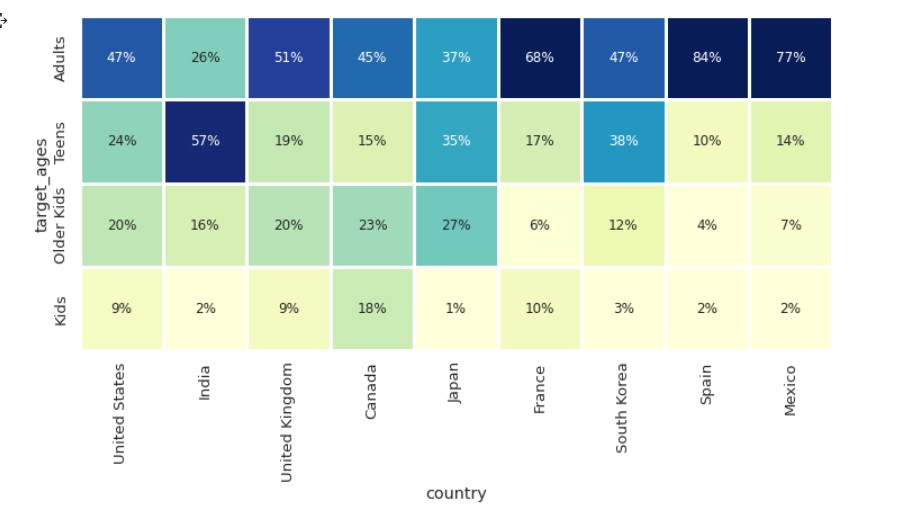 Adults 47% 26% 51% 45% 37% 68% 47% 84% 77%
Teens 24% 57% 19% 15% 35% 17% 38% 10% 14%
target_ages
Older Kids 20% 16% 20% 23% 27% 6% 12% 4% 7%
Kids 9% 2% 9% 18% 1% 10% 3% 2% 2%
United States India United Kingdom Canada Japan France South Korea Spain Mexico
country